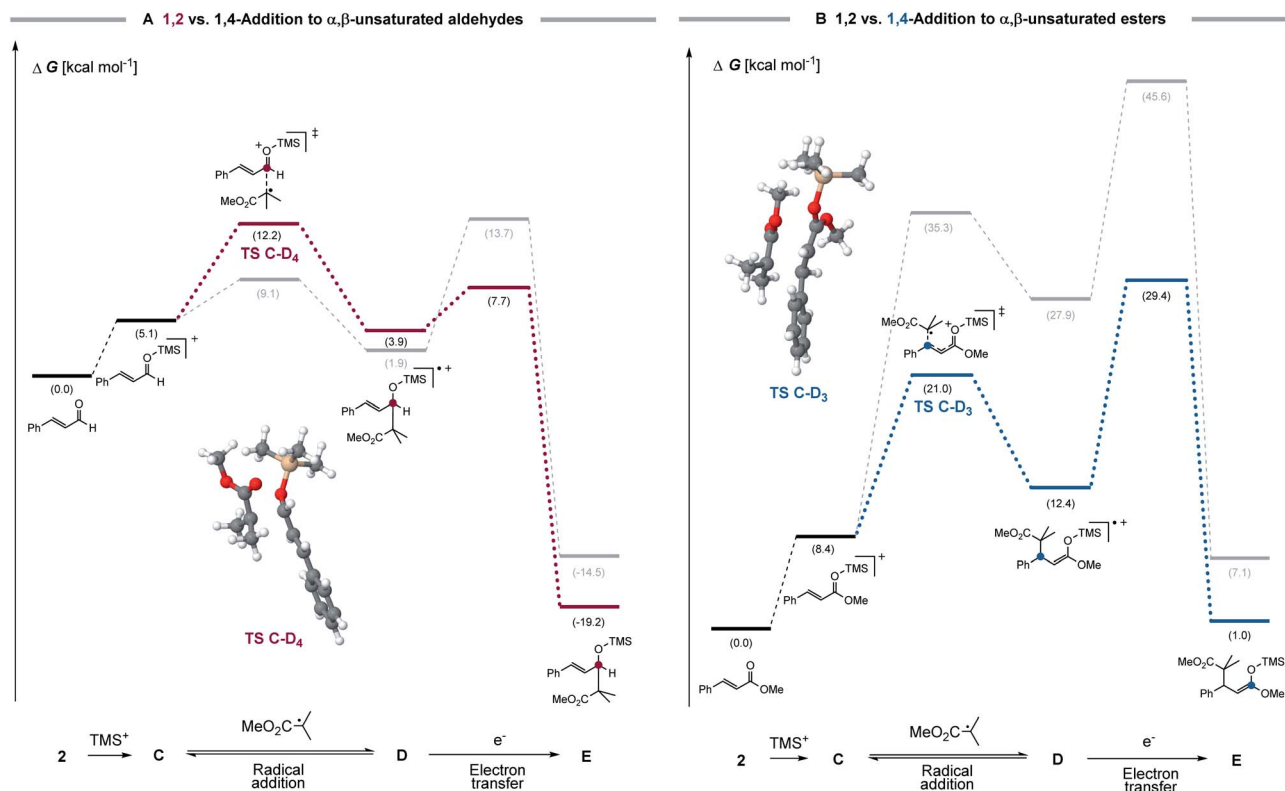 A 1,2 vs. 1,4-Addition to α,β-unsaturated aldehydes
Δ G [kcal mol⁻¹]
‡
+
O
TMS
Ph
H
MeO₂C
(12.2)
TS C-D₄
(9.1)
(13.7)
(7.7)
(5.1)
(3.9)
(1.9)
(0.0)
+
O
TMS
Ph
H
O
Ph
H
•+
O
TMS
Ph
H
MeO₂C
TS C-D₄
(-14.5)
(-19.2)
O
TMS
Ph
H
MeO₂C
2
TMS⁺
C
MeO₂C
Radical
addition
D
e⁻
Electron
transfer
E
B 1,2 vs. 1,4-Addition to α,β-unsaturated esters
Δ G [kcal mol⁻¹]
(45.6)
(35.3)
(27.9)
(29.4)
TS C-D₃
MeO₂C
+
O
TMS
‡
Ph
OMe
(21.0)
TS C-D₃
(12.4)
MeO₂C
O
TMS
•+
Ph
OMe
(8.4)
+
O
TMS
Ph
OMe
(0.0)
O
Ph
OMe
(7.1)
(1.0)
MeO₂C
O
TMS
Ph
OMe
2
TMS⁺
C
MeO₂C
Radical
addition
D
e⁻
Electron
transfer
E